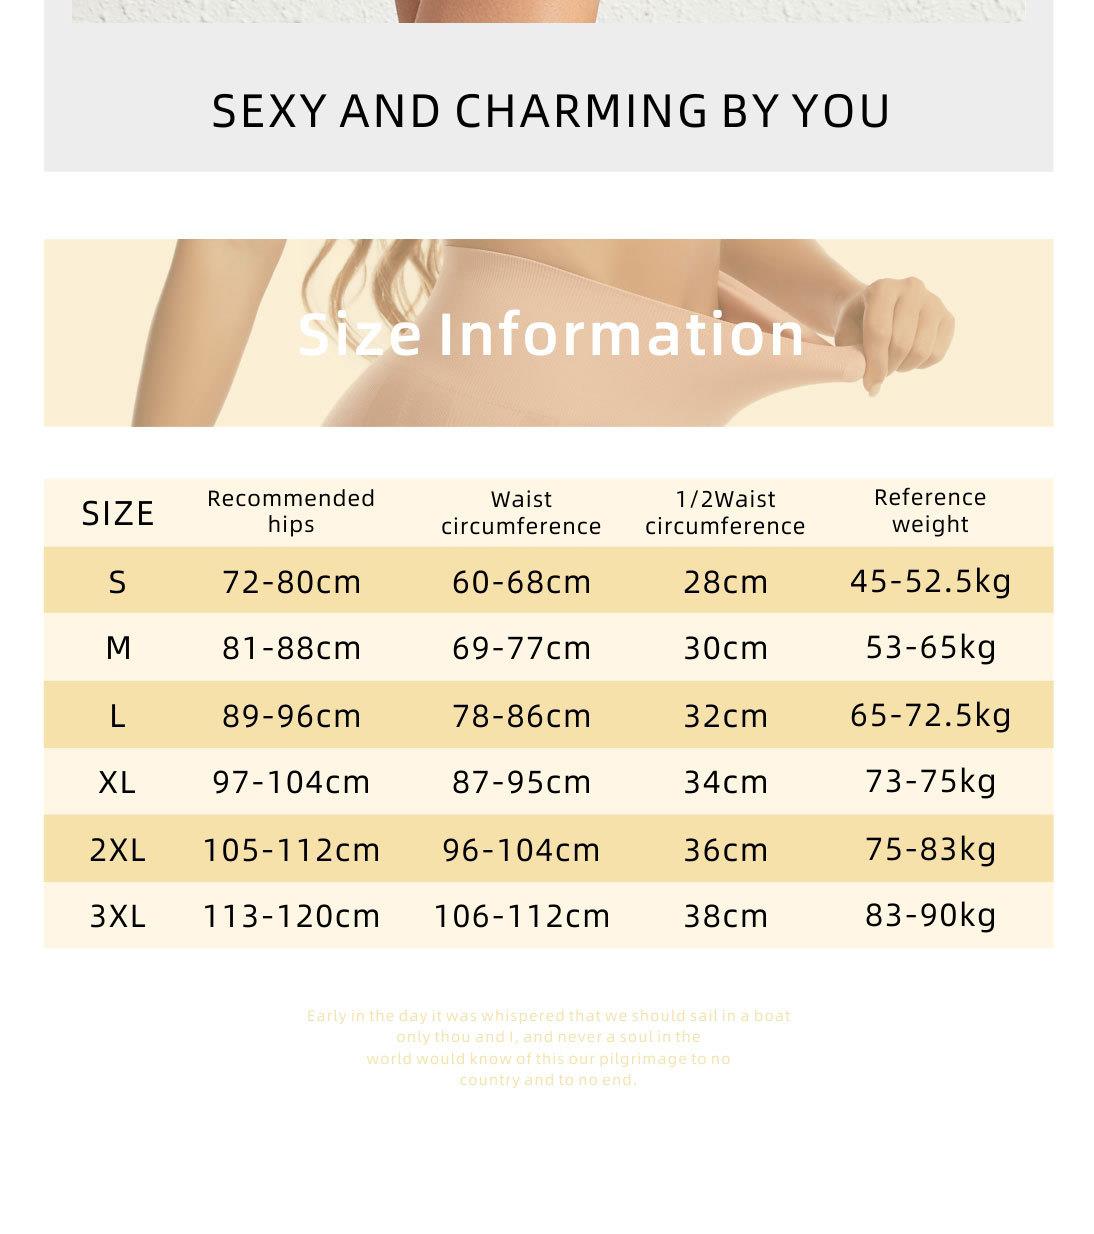 SEXY AND CHARMING BY YOU
Size Information
SIZE Recommended hips Waist circumference 1/2Waist circumference Reference weight
S 72-80cm 60-68cm 28cm 45-52.5kg
M 81-88cm 69-77cm 30cm 53-65kg
L 89-96cm 78-86cm 32cm 65-72.5kg
XL 97-104cm 87-95cm 34cm 73-75kg
2XL 105-112cm 96-104cm 36cm 75-83kg
3XL 113-120cm 106-112cm 38cm 83-90kg
Early in the day it was whispered that we should sail in a boat
only thou and I, and never a soul in the
world would know of this our pilgrimage to no
country and to no end.